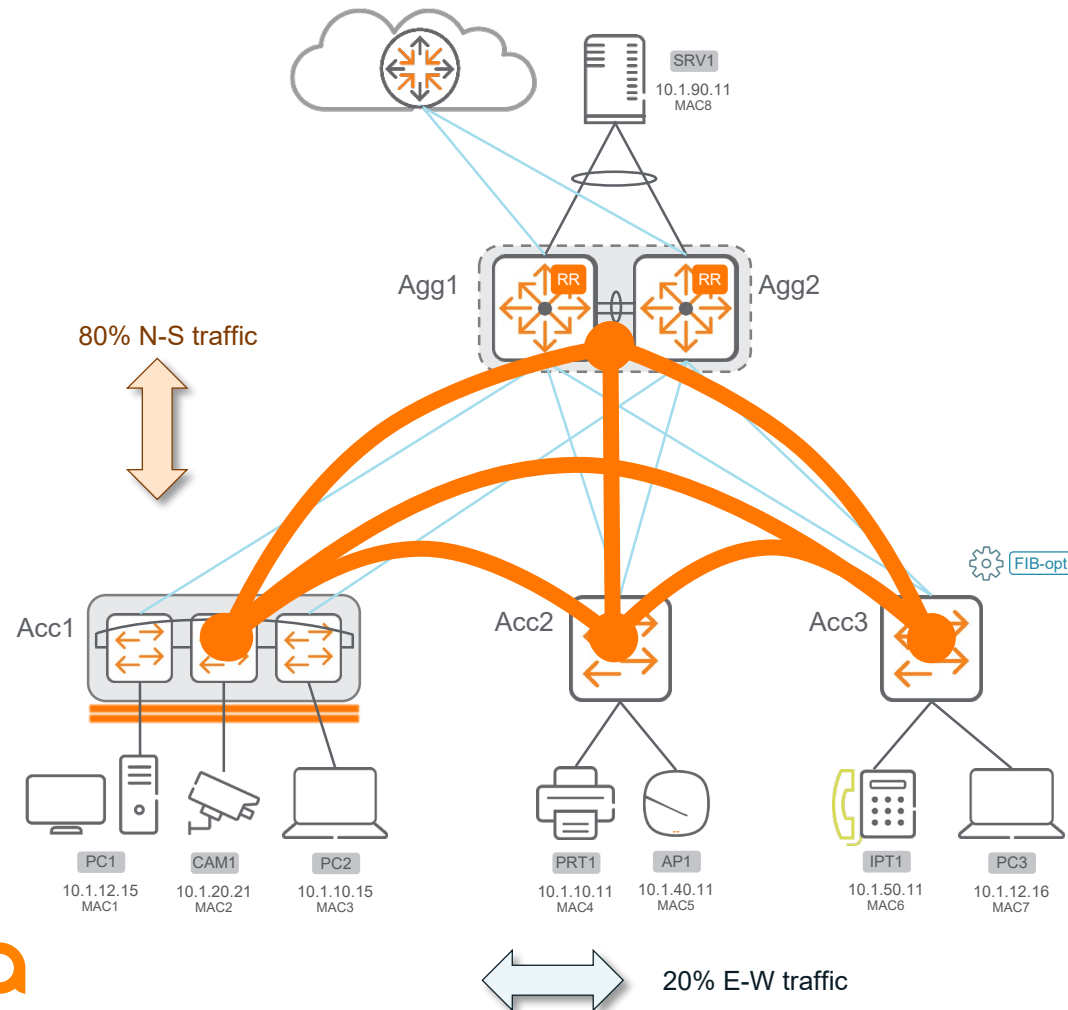 SRV1
10.1.90.11
MAC8
Agg1
RR
RR
Agg2
80% N-S traffic
FIB-opt
Acc1
Acc2
Acc3
PC1
10.1.12.15
MAC1
CAM1
10.1.20.21
MAC2
PC2
10.1.10.15
MAC3
PRT1
10.1.10.11
MAC4
AP1
10.1.40.11
MAC5
IPT1
10.1.50.11
MAC6
PC3
10.1.12.16
MAC7
20% E-W traffic